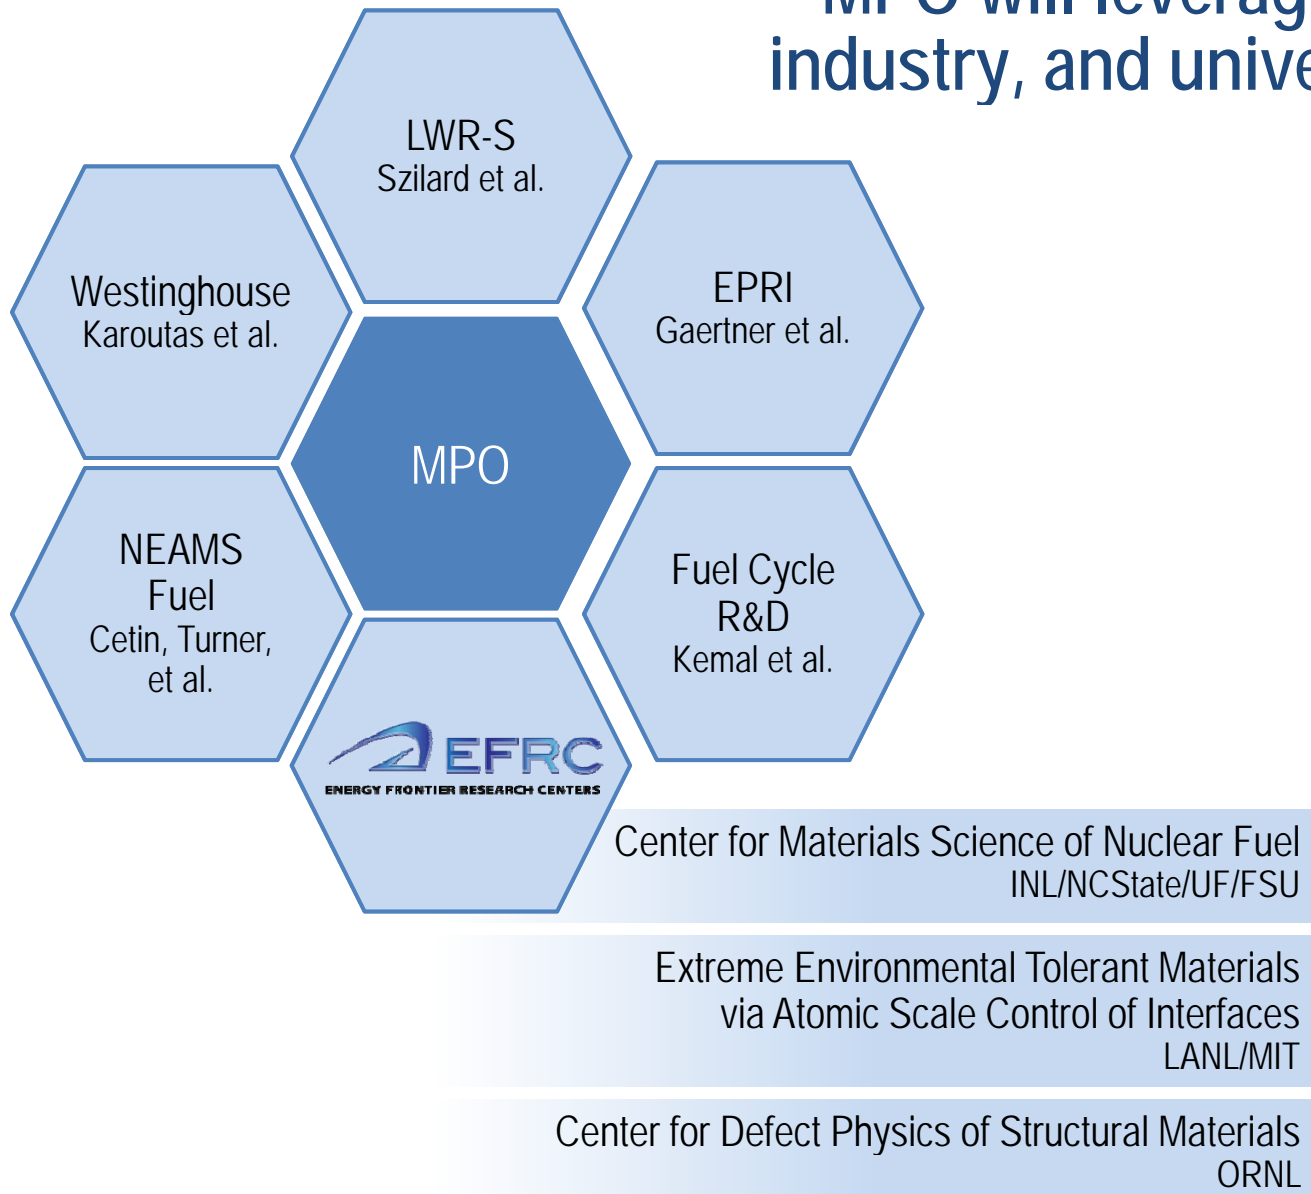 MPO will leverag
industry, and unive
LWR-S
Szilard et al.
Westinghouse
Karoutas et al.
EPRI
Gaertner et al.
MPO
NEAMS
Fuel
Cetin, Turner,
et al.
Fuel Cycle
R&D
Kemal et al.
EFRC
ENERGY FRONTIER RESEARCH CENTERS
Center for Materials Science of Nuclear Fuel
INL/NCState/UF/FSU
Extreme Environmental Tolerant Materials
via Atomic Scale Control of Interfaces
LANL/MIT
Center for Defect Physics of Structural Materials
ORNL